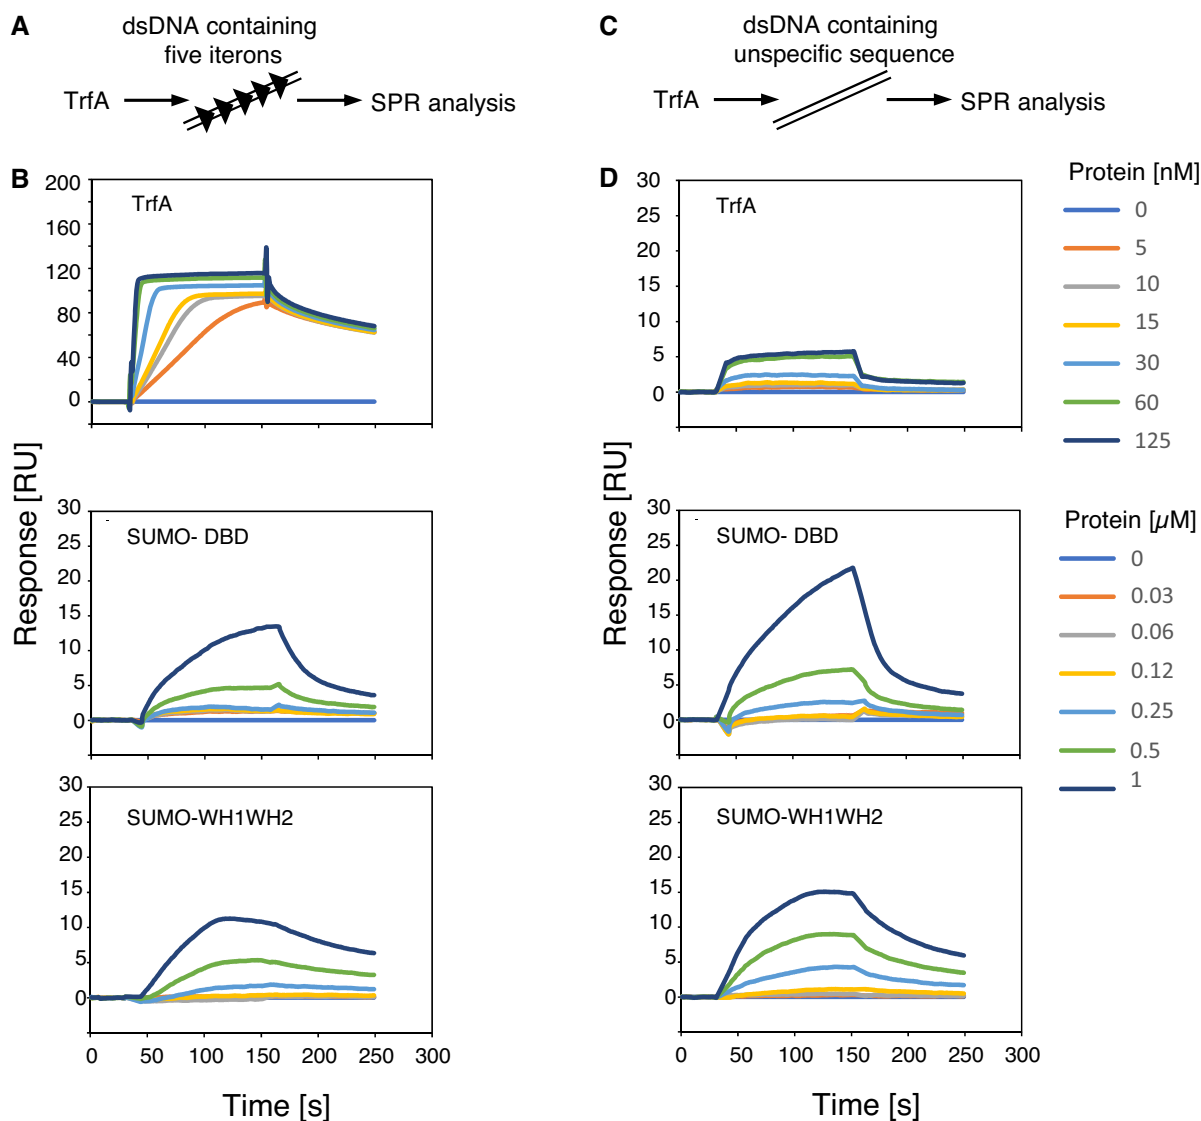 A
dsDNA containing
five iterons
TrfA
SPR analysis
C
dsDNA containing
unspecific sequence
TrfA
SPR analysis
B
200
160
120
80
40
0
TrfA
Response [RU]
30
25
20
15
10
5
0
SUMO- DBD
30
25
20
15
10
5
0
SUMO-WH1WH2
0 50 100 150 200 250 300
Time [s]
D
30
25
20
15
10
5
0
TrfA
Response [RU]
30
25
20
15
10
5
0
SUMO- DBD
30
25
20
15
10
5
0
SUMO-WH1WH2
0 50 100 150 200 250 300
Time [s]
Protein [nM]
0
5
10
15
30
60
125
Protein [µM]
0
0.03
0.06
0.12
0.25
0.5
1